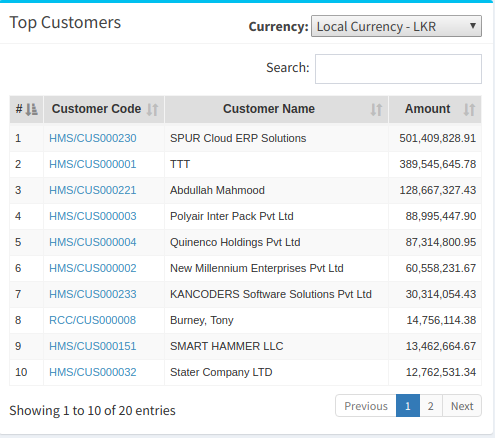 Top Customers
Currency: Local Currency - LKR
Search:
# Customer Code Customer Name Amount
1 HMS/CUS000230 SPUR Cloud ERP Solutions 501,409,828.91
2 HMS/CUS000001 TTT 389,545,645.78
3 HMS/CUS000221 Abdullah Mahmood 128,667,327.43
4 HMS/CUS000003 Polyair Inter Pack Pvt Ltd 88,995,447.90
5 HMS/CUS000004 Quinenco Holdings Pvt Ltd 87,314,800.95
6 HMS/CUS000002 New Millennium Enterprises Pvt Ltd 60,558,231.67
7 HMS/CUS000233 KANCODERS Software Solutions Pvt Ltd 30,314,054.43
8 RCC/CUS000008 Burney, Tony 14,756,114.38
9 HMS/CUS000151 SMART HAMMER LLC 13,462,664.67
10 HMS/CUS000032 Stater Company LTD 12,762,531.34
Showing 1 to 10 of 20 entries
Previous 1 2 Next